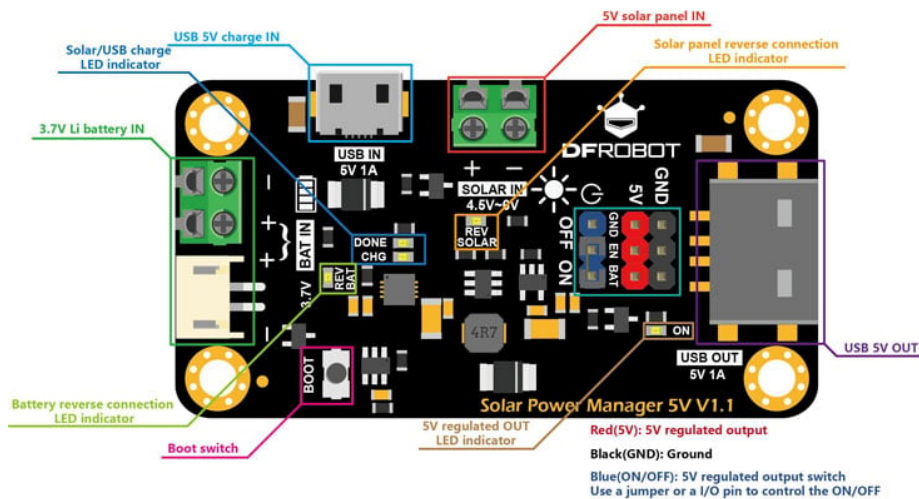 USB 5V charge IN
5V solar panel IN
Solar/USB charge
LED indicator
Solar panel reverse connection
LED indicator
3.7V Li battery IN
USB IN
5V 1A
DFROBOT
+ −
SOLAR IN
4.5V~6V
−
+
+
−
BAT IN
3.7V
DONE
CHG
REV
BAT
REV
SOLAR
OFF ON
GND EN BAT
5V
GND
4R7
ON
USB OUT
5V 1A
USB 5V OUT
BOOT
Solar Power Manager 5V V1.1
Battery reverse connection
LED indicator
Boot switch
5V regulated OUT
LED indicator
Red(5V): 5V regulated output
Black(GND): Ground
Blue(ON/OFF): 5V regulated output switch
Use a jumper or a I/O pin to control the ON/OFF